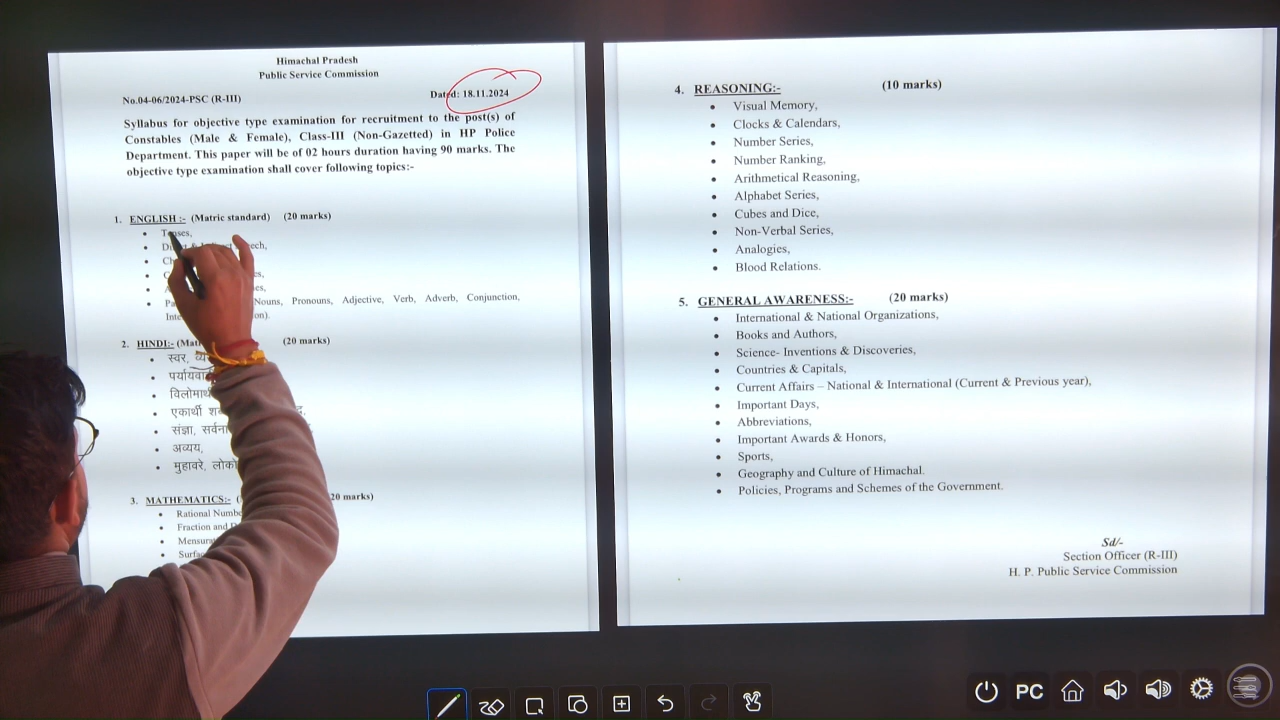 Himachal Pradesh
Public Service Commission
No.04-06/2024-PSC (R-III)
Dated: 18.11.2024
Syllabus for objective type examination for recruitment to the post(s) of
Constables (Male & Female), Class-III (Non-Gazetted) in HP Police
Department. This paper will be of 02 hours duration having 90 marks. The
objective type examination shall cover following topics:-
1. ENGLISH :- (Matric standard) (20 marks)
• Tenses,
Nouns, Pronouns, Adjective, Verb, Adverb, Conjunction,
2. HINDI:- (20 marks)
• स्वर,
•
•
• एकार्थी
• संज्ञा,
• अव्यय,
• मुहावरे,
3. MATHEMATICS:- 20 marks)
• Rational
• Fraction and
4. REASONING:- (10 marks)
• Visual Memory,
• Clocks & Calendars,
• Number Series,
• Number Ranking,
• Arithmetical Reasoning,
• Alphabet Series,
• Cubes and Dice,
• Non-Verbal Series,
• Analogies,
• Blood Relations.
5. GENERAL AWARENESS:- (20 marks)
• International & National Organizations,
• Books and Authors,
• Science- Inventions & Discoveries,
• Countries & Capitals,
• Current Affairs – National & International (Current & Previous year),
• Important Days,
• Abbreviations,
• Important Awards & Honors,
• Sports,
• Geography and Culture of Himachal.
• Policies, Programs and Schemes of the Government.
Sd/-
Section Officer (R-III)
H. P. Public Service Commission
PC